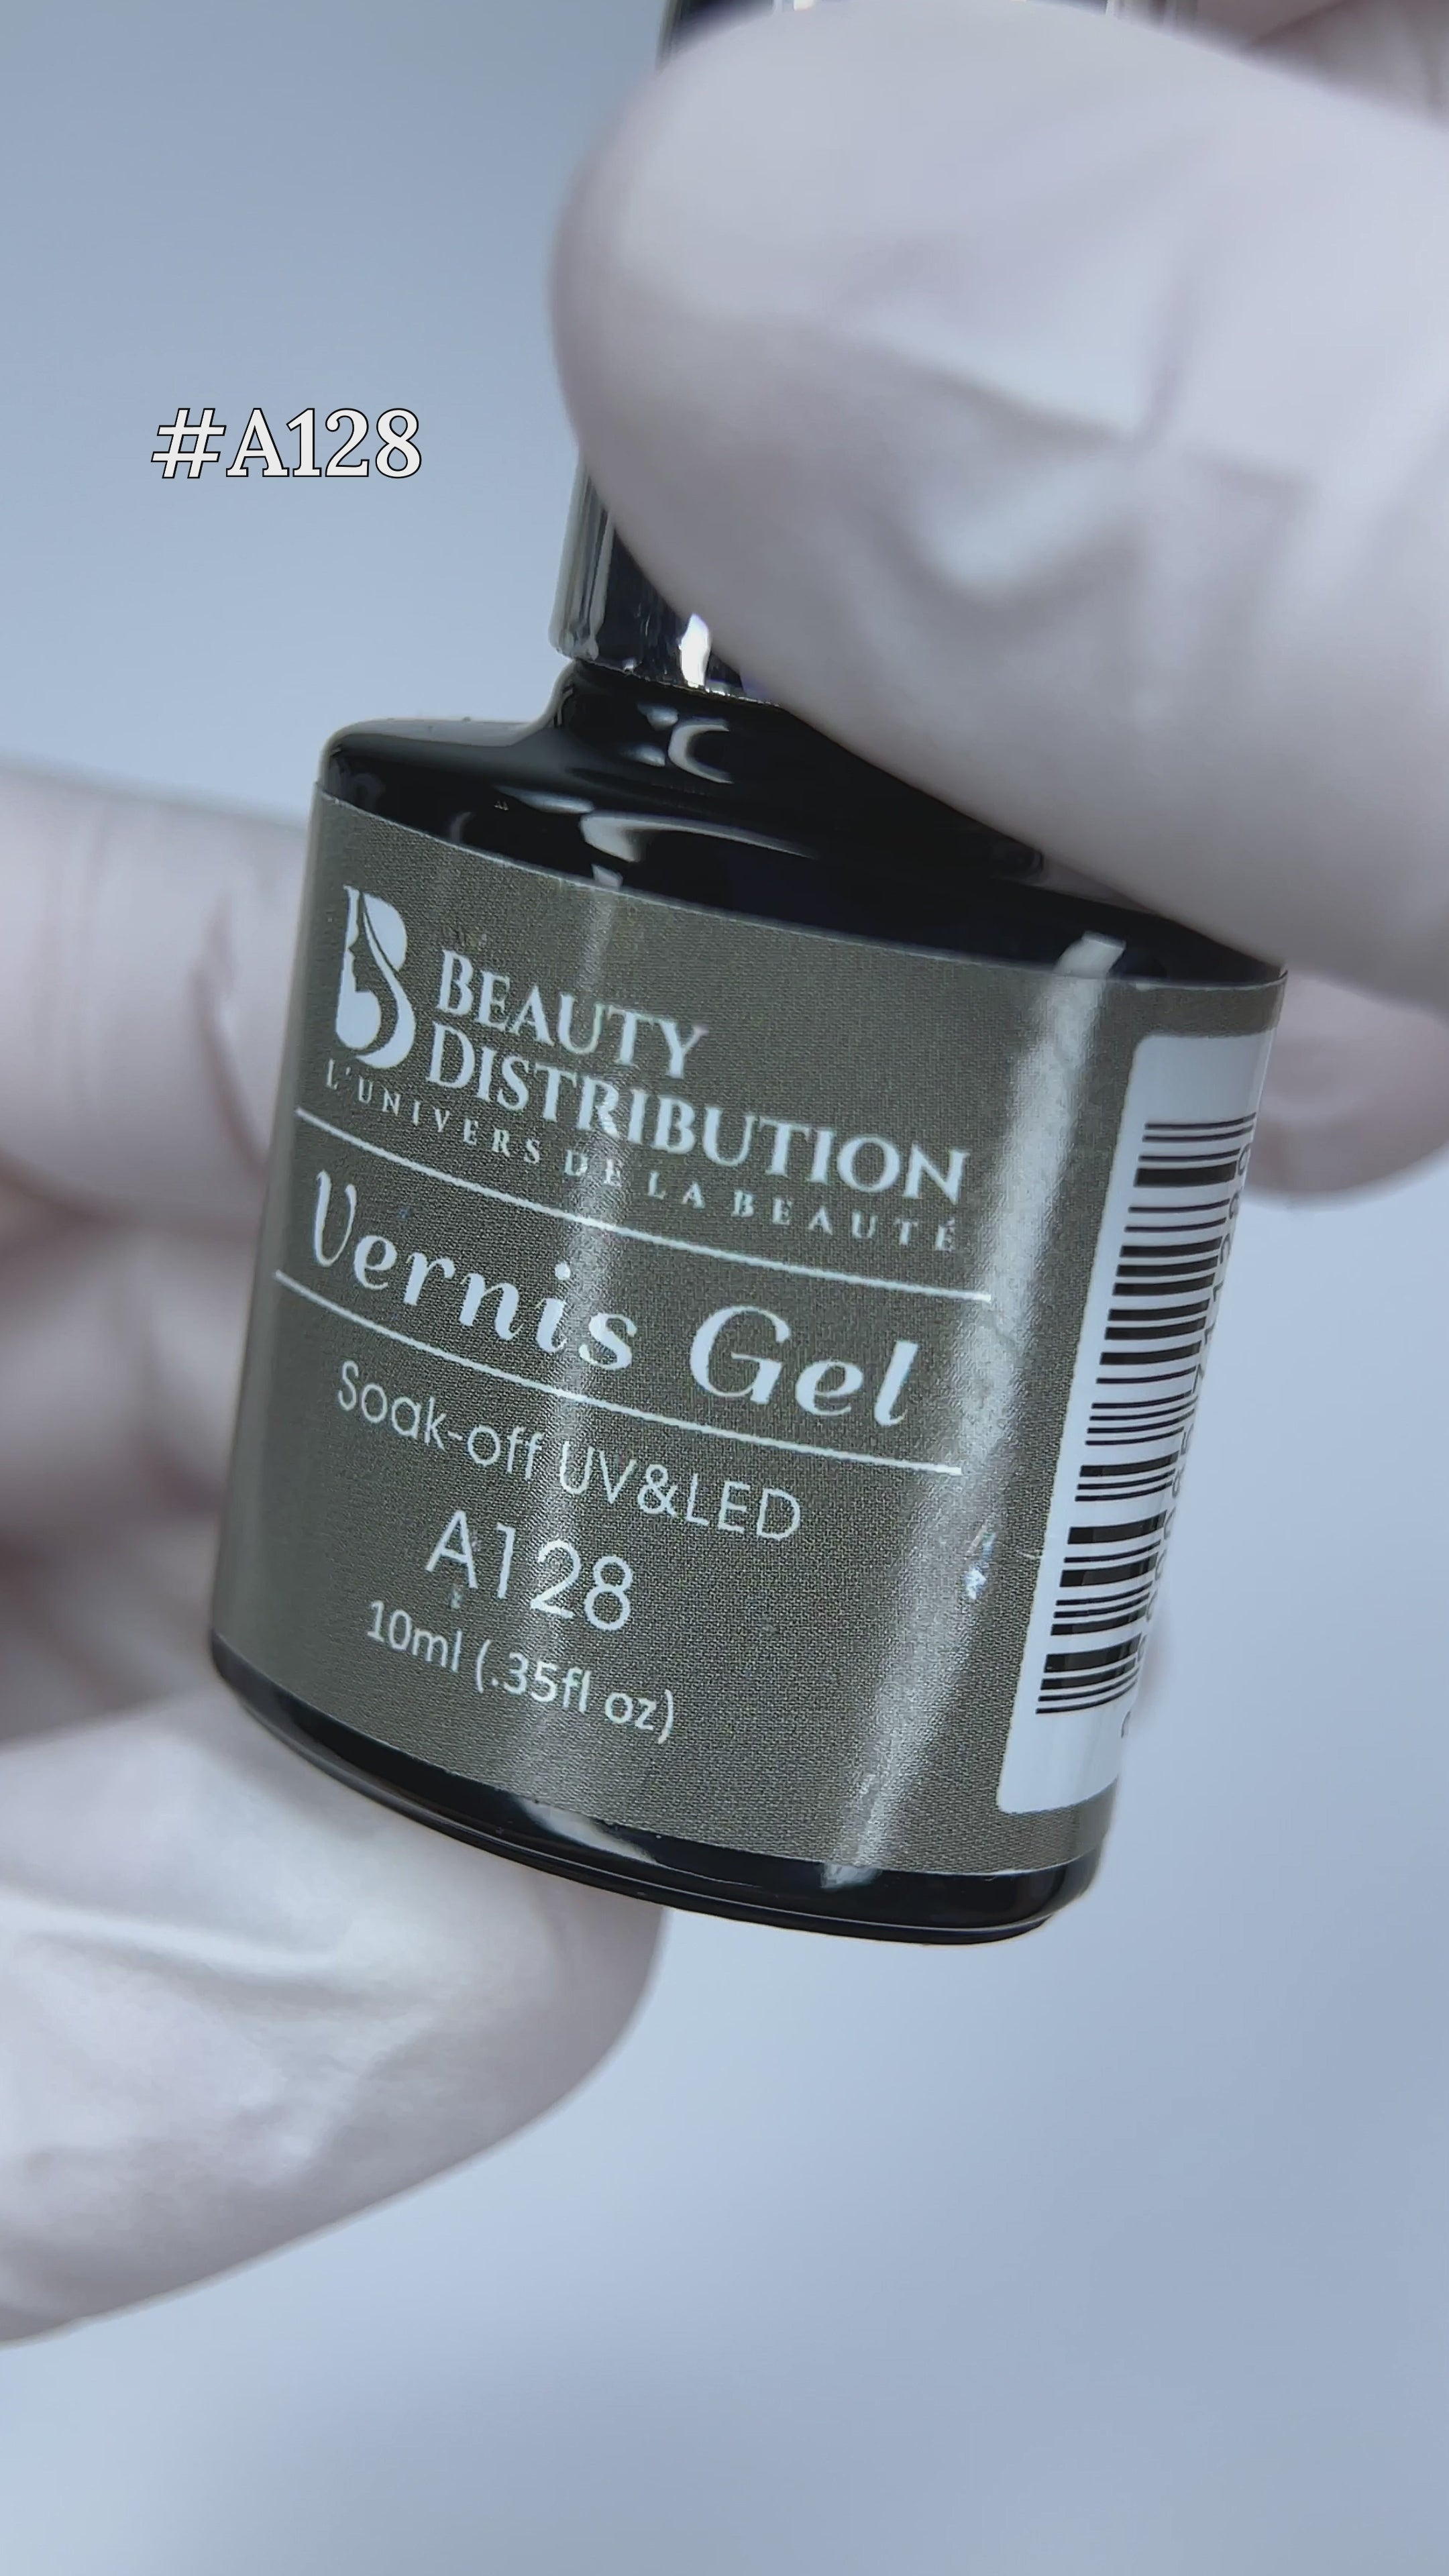 #A128
BEAUTY
DISTRIBUTION
L'UNIVERS DE LA BEAUTÉ
Vernis Gel
Soak-off UV&LED
A128
10ml (.35fl oz)